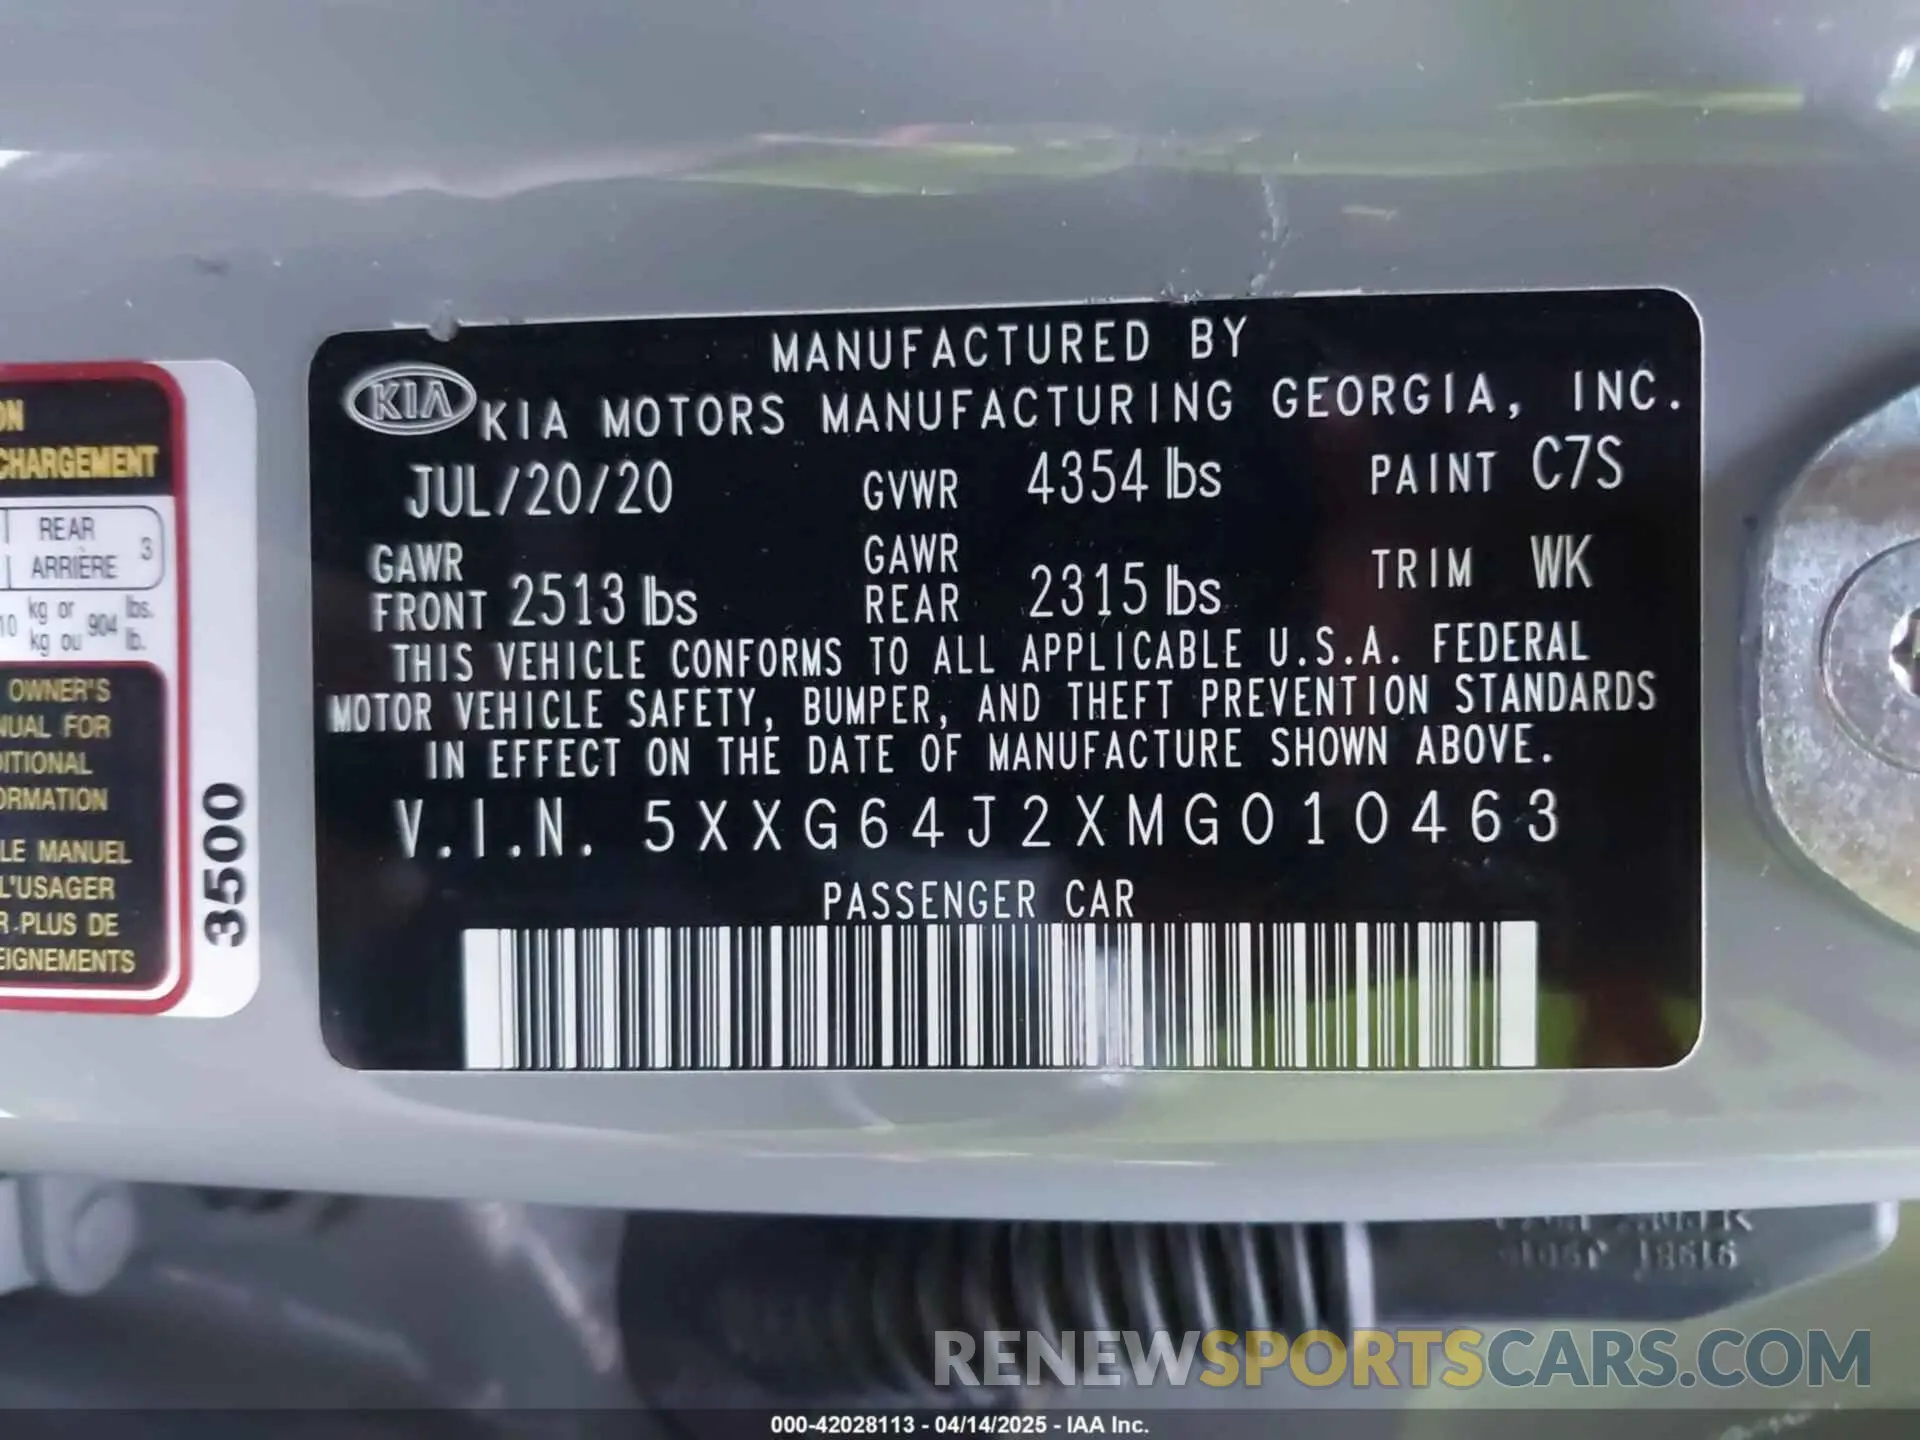 MANUFACTURED BY
KIA KIA MOTORS MANUFACTURING GEORGIA, INC.
JUL/20/20 GVWR 4354 lbs PAINT C7S
GAWR FRONT 2513 lbs GAWR REAR 2315 lbs TRIM WK
THIS VEHICLE CONFORMS TO ALL APPLICABLE U.S.A. FEDERAL
MOTOR VEHICLE SAFETY, BUMPER, AND THEFT PREVENTION STANDARDS
IN EFFECT ON THE DATE OF MANUFACTURE SHOWN ABOVE.
V.I.N. 5XXG64J2XMG010463
PASSENGER CAR
ON
CHARGEMENT
REAR 3
ARRIÈRE
10 kg or 904 lbs.
kg ou lb.
OWNER'S
NUAL FOR
DITIONAL
ORMATION
LE MANUEL
L'USAGER
R PLUS DE
EIGNEMENTS
3500
RENEWSPORTSCARS.COM
000-42028113 - 04/14/2025 - IAA Inc.